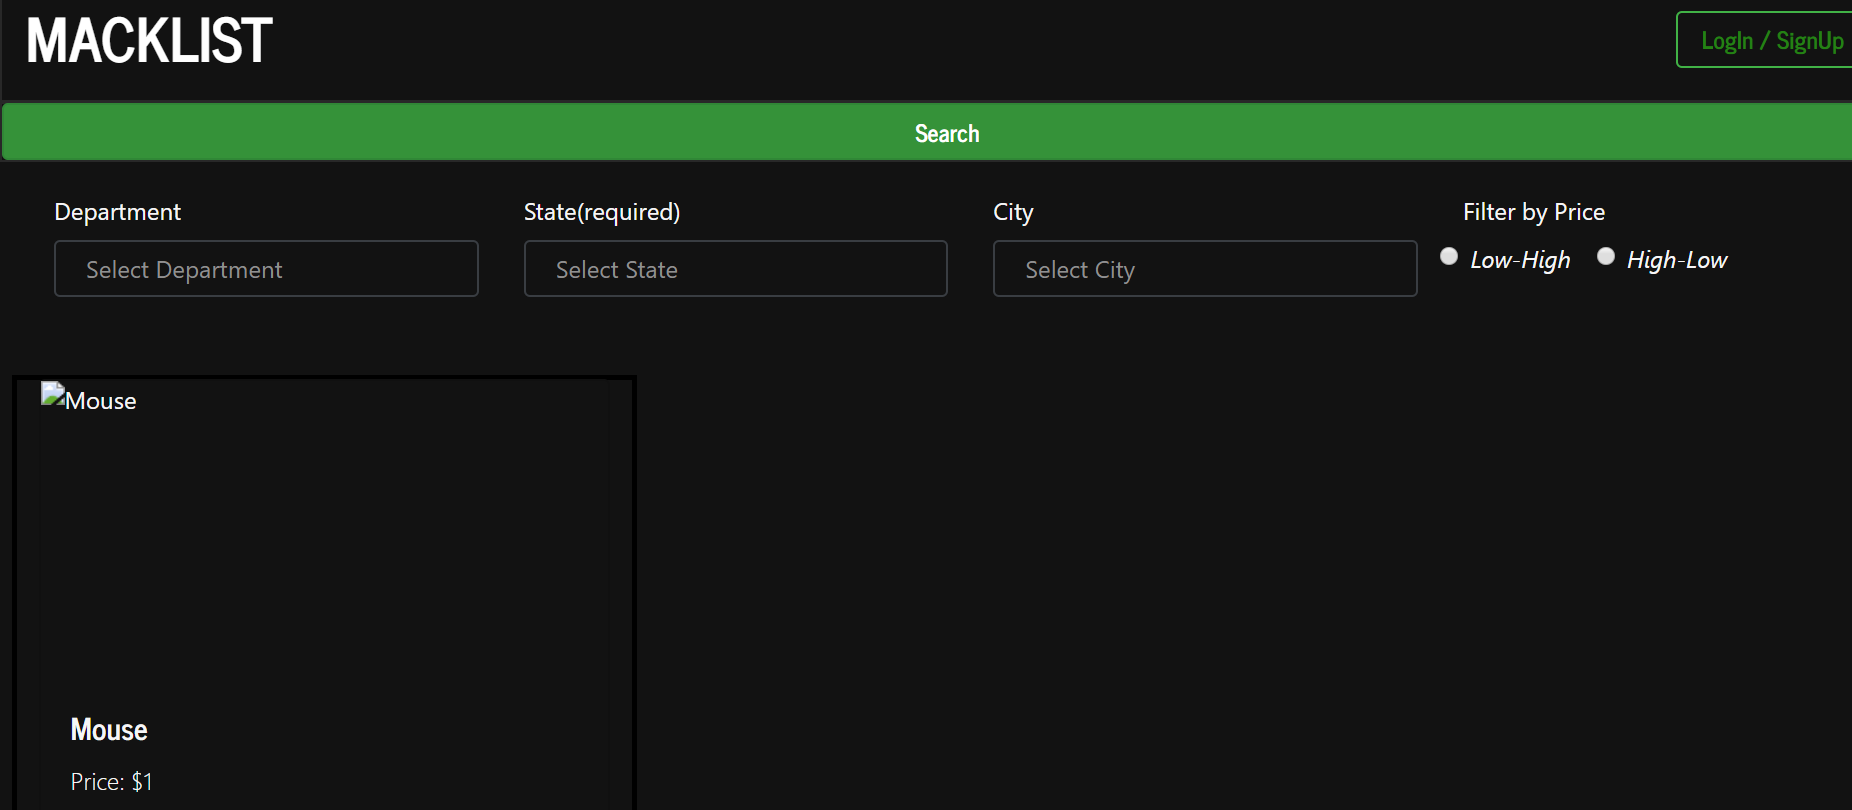 MACKLIST
LogIn / SignUp
Search
Department
State(required)
City
Filter by Price
Select Department
Select State
Select City
Low-High
High-Low
Mouse
Mouse
Price: $1